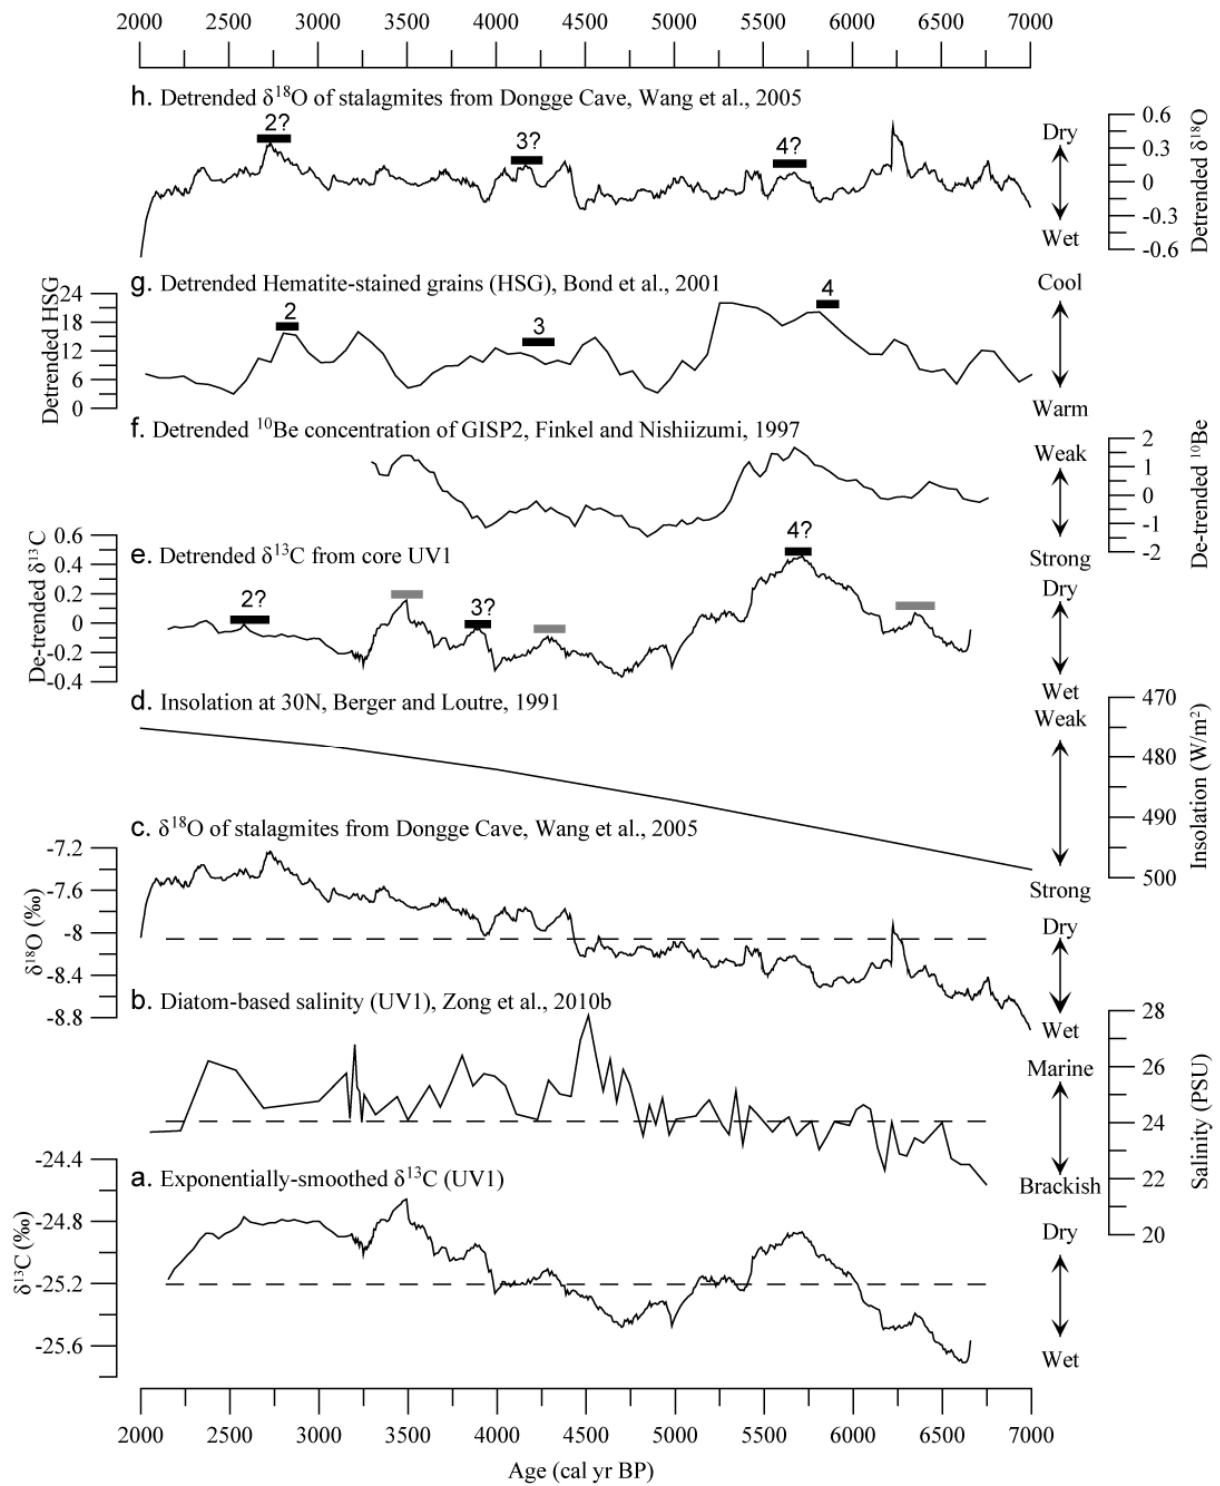 2000 2500 3000 3500 4000 4500 5000 5500 6000 6500 7000
h. Detrended δ¹⁸O of stalagmites from Dongge Cave, Wang et al., 2005
2? 3? 4?
Dry
Wet
0.6
0.3
0
-0.3
-0.6
Detrended δ¹⁸O
g. Detrended Hematite-stained grains (HSG), Bond et al., 2001
Detrended HSG
24
18
12
6
0
2 3 4
Cool
Warm
f. Detrended ¹⁰Be concentration of GISP2, Finkel and Nishiizumi, 1997
Weak
Strong
2
1
0
-1
-2
De-trended ¹⁰Be
e. Detrended δ¹³C from core UV1
De-trended δ¹³C
0.6
0.4
0.2
0
-0.2
-0.4
2? 3? 4?
Dry
Wet
d. Insolation at 30N, Berger and Loutre, 1991
Weak
Strong
470
480
490
500
Insolation (W/m²)
c. δ¹⁸O of stalagmites from Dongge Cave, Wang et al., 2005
δ¹⁸O (‰)
-7.2
-7.6
-8
-8.4
-8.8
Dry
Wet
b. Diatom-based salinity (UV1), Zong et al., 2010b
Marine
Brackish
28
26
24
22
20
Salinity (PSU)
a. Exponentially-smoothed δ¹³C (UV1)
δ¹³C (‰)
-24.4
-24.8
-25.2
-25.6
Dry
Wet
2000 2500 3000 3500 4000 4500 5000 5500 6000 6500 7000
Age (cal yr BP)